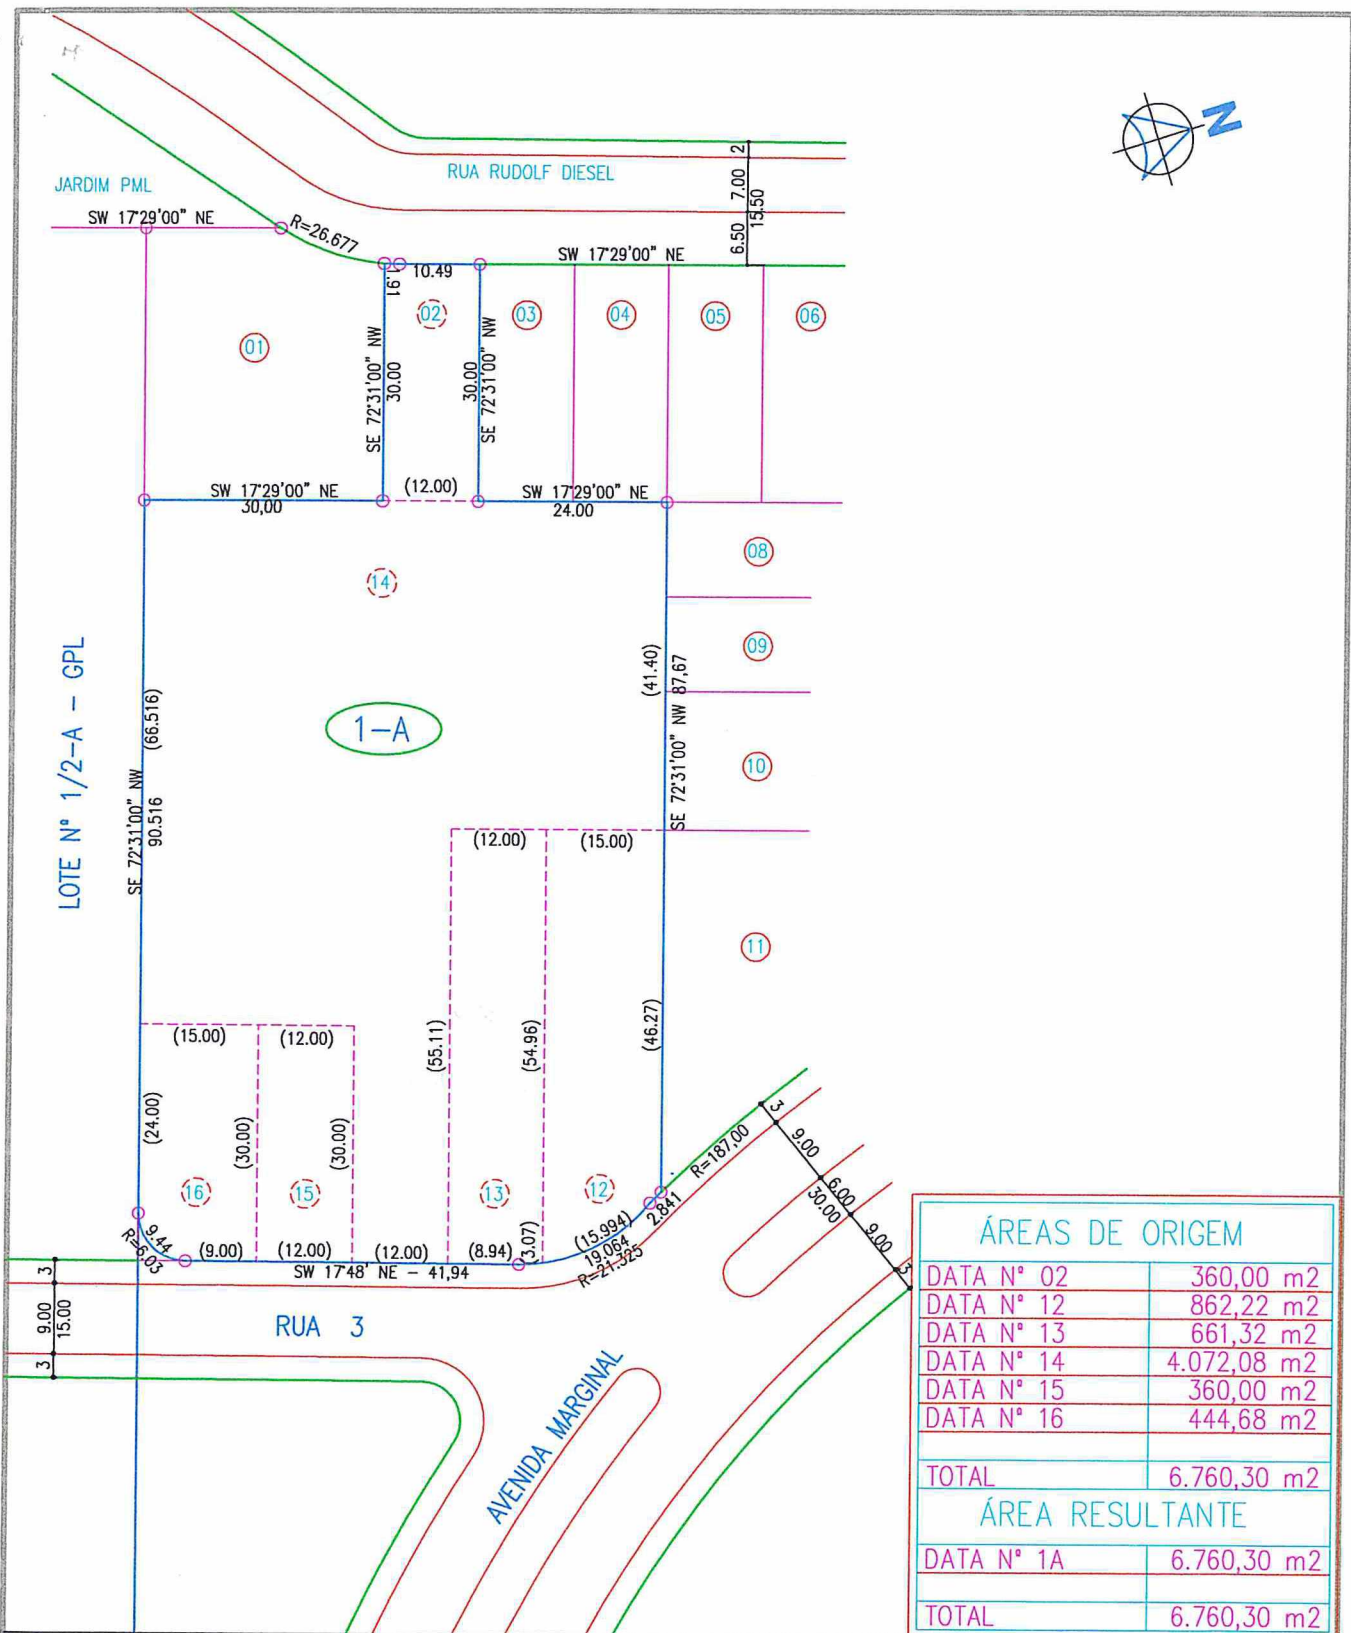 N
RUA RUDOLF DIESEL
2
7.00
15.50
6.50
JARDIM PML
SW 17°29'00" NE
R=26.677
SW 17°29'00" NE
1.91
10.49
02
03
04
05
06
01
SE 72°31'00" NW
30.00
30.00
SE 72°31'00" NW
SW 17°29'00" NE
30,00
(12.00)
SW 17°29'00" NE
24.00
08
14
09
(41.40)
SE 72°31'00" NW 87,67
LOTE Nº 1/2-A - GPL
(66.516)
SE 72°31'00" NW
90.516
1-A
10
(12.00)
(15.00)
11
(15.00)
(12.00)
(55.11)
(54.96)
(46.27)
(24.00)
(30.00)
(30.00)
16
15
13
12
R=187,00
3
9.00
6.00
30.00
9.00
3
9.44
R=6.03
(9.00)
(12.00)
(12.00)
(8.94)
(3.07)
(15.994)
19.064
R=21.325
2.841
SW 17°48' NE - 41,94
3
9.00
15.00
3
RUA 3
AVENIDA MARGINAL
ÁREAS DE ORIGEM
DATA Nº 02 360,00 m2
DATA Nº 12 862,22 m2
DATA Nº 13 661,32 m2
DATA Nº 14 4.072,08 m2
DATA Nº 15 360,00 m2
DATA Nº 16 444,68 m2
TOTAL 6.760,30 m2
ÁREA RESULTANTE
DATA Nº 1A 6.760,30 m2
TOTAL 6.760,30 m2